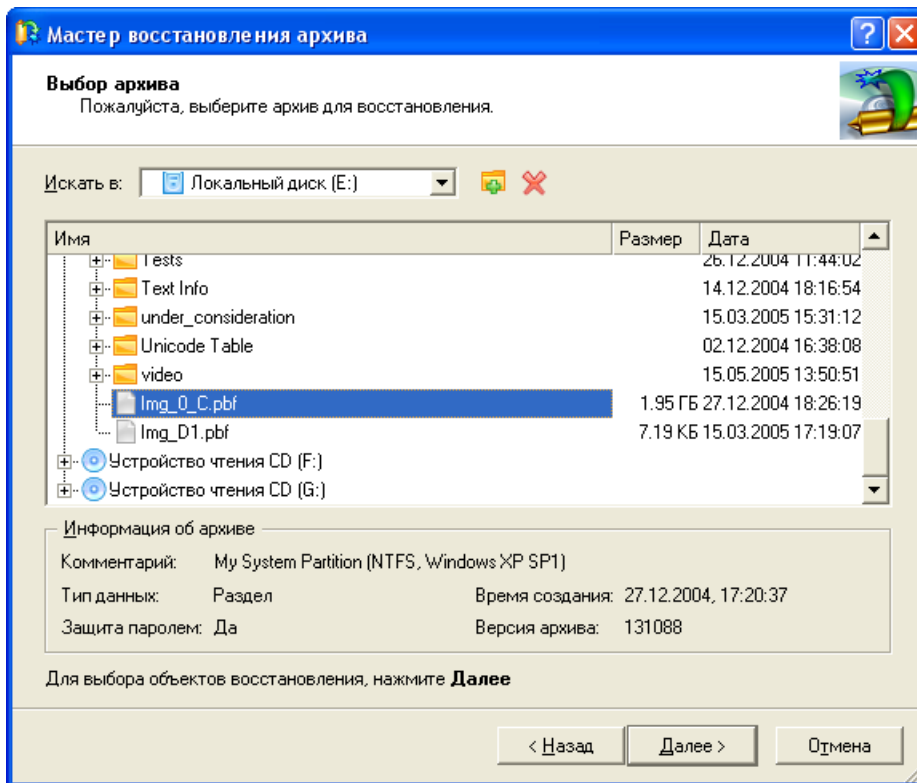 Мастер восстановления архива
Выбор архива
Пожалуйста, выберите архив для восстановления.
Искать в: Локальный диск (E:)
Имя Размер Дата
Tests 26.12.2004 11:44:02
Text Info 14.12.2004 18:16:54
under_consideration 15.03.2005 15:31:12
Unicode Table 02.12.2004 16:38:08
video 15.05.2005 13:50:51
Img_0_C.pbf 1.95 ГБ 27.12.2004 18:26:19
Img_D1.pbf 7.19 КБ 15.03.2005 17:19:07
Устройство чтения CD (F:)
Устройство чтения CD (G:)
Информация об архиве
Комментарий: My System Partition (NTFS, Windows XP SP1)
Тип данных: Раздел Время создания: 27.12.2004, 17:20:37
Защита паролем: Да Версия архива: 131088
Для выбора объектов восстановления, нажмите Далее
< Назад Далее > Отмена